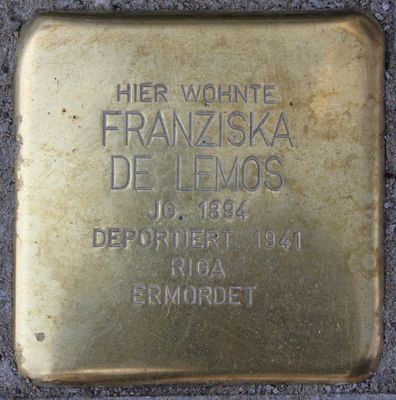 HIER WOHNTE
FRANZISKA
DE LEMOS
JG. 1894
DEPORTIERT 1941
RIGA
ERMORDET